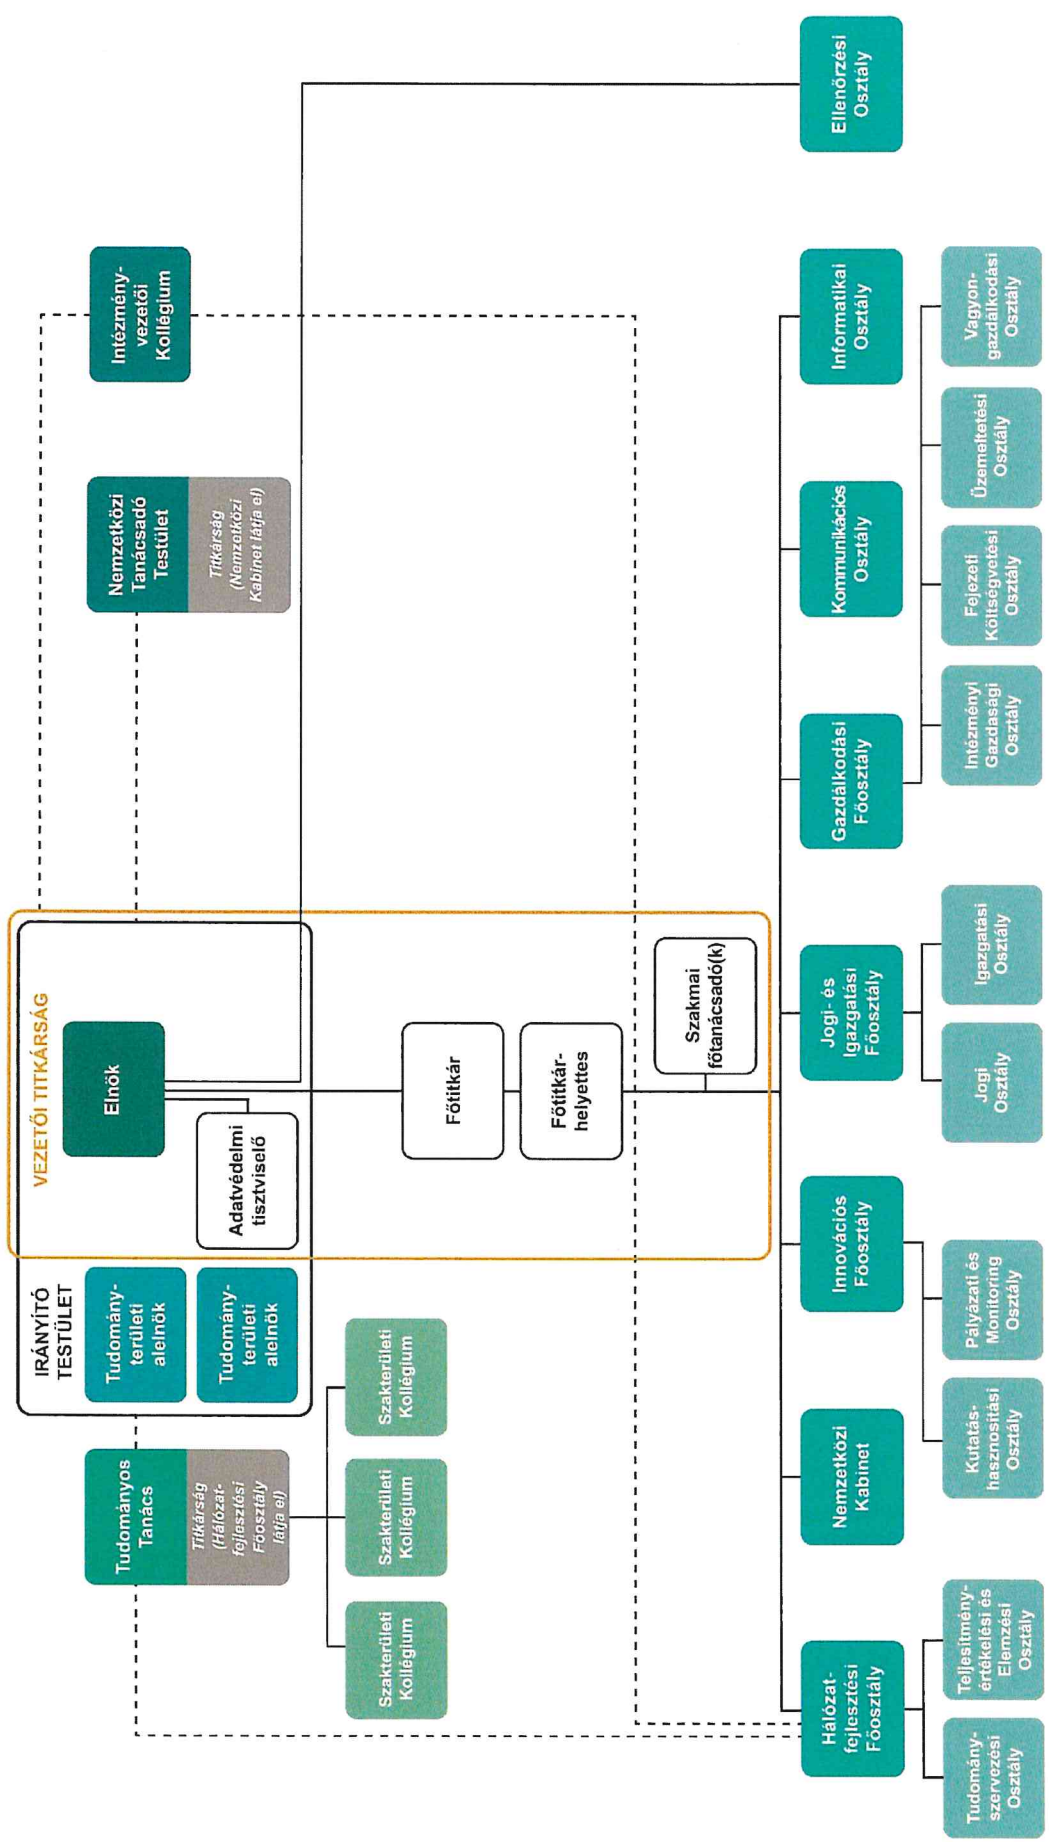 VEZETŐI TITKÁRSÁG
IRÁNYÍTÓ
TESTÜLET
Elnök
Tudomány-
területi
alelnök
Tudomány-
területi
alelnök
Adatvédelmi
tisztviselő
Tudományos
Tanács
Titkárság
(Hálózat-
fejlesztési
Főosztály
látja el)
Szakterületi
Kollégium
Szakterületi
Kollégium
Szakterületi
Kollégium
Nemzetközi
Tanácsadó
Testület
Titkárság
(Nemzetközi
Kabinet látja el)
Intézmény-
vezetői
Kollégium
Főtitkár
Főtitkár-
helyettes
Szakmai
főtanácsadó(k)
Hálózat-
fejlesztési
Főosztály
Nemzetközi
Kabinet
Innovációs
Főosztály
Jogi- és
Igazgatási
Főosztály
Gazdálkodási
Főosztály
Kommunikációs
Osztály
Informatikai
Osztály
Ellenőrzési
Osztály
Tudomány-
szervezési
Osztály
Teljesítmény-
értékelési és
Elemzési
Osztály
Kutatás-
hasznosítási
Osztály
Pályázati és
Monitoring
Osztály
Jogi
Osztály
Igazgatási
Osztály
Intézményi
Gazdasági
Osztály
Fejezeti
Költségvetési
Osztály
Üzemeltetési
Osztály
Vagyon-
gazdálkodási
Osztály